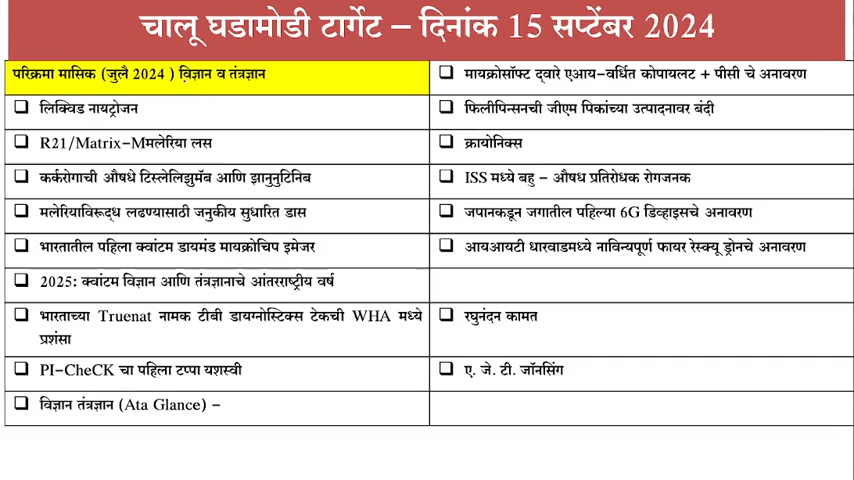 चालू घडामोडी टार्गेट – दिनांक 15 सप्टेंबर 2024
परिक्रमा मासिक (जुलै 2024 ) विज्ञान व तंत्रज्ञान
लिक्विड नायट्रोजन
R21/Matrix-Mमलेरिया लस
कर्करोगाची औषधे टिस्लेलिझुमॅब आणि झानुनुटिनिब
मलेरियाविरूद्ध लढण्यासाठी जनुकीय सुधारित डास
भारतातील पहिला क्वांटम डायमंड मायक्रोचिप इमेजर
2025: क्वांटम विज्ञान आणि तंत्रज्ञानाचे आंतरराष्ट्रीय वर्ष
भारताच्या Truenat नामक टीबी डायग्नोस्टिक्स टेकची WHA मध्ये
प्रशंसा
PI-CheCK चा पहिला टप्पा यशस्वी
विज्ञान तंत्रज्ञान (Ata Glance) –
मायक्रोसॉफ्ट द्वारे एआय-वर्धित कोपायलट + पीसी चे अनावरण
फिलीपिन्सनची जीएम पिकांच्या उत्पादनावर बंदी
क्रायोनिक्स
ISS मध्ये बहु – औषध प्रतिरोधक रोगजनक
जपानकडून जगातील पहिल्या 6G डिव्हाइसचे अनावरण
आयआयटी धारवाडमध्ये नाविन्यपूर्ण फायर रेस्क्यू ड्रोनचे अनावरण
रघुनंदन कामत
ए. जे. टी. जॉनसिंग